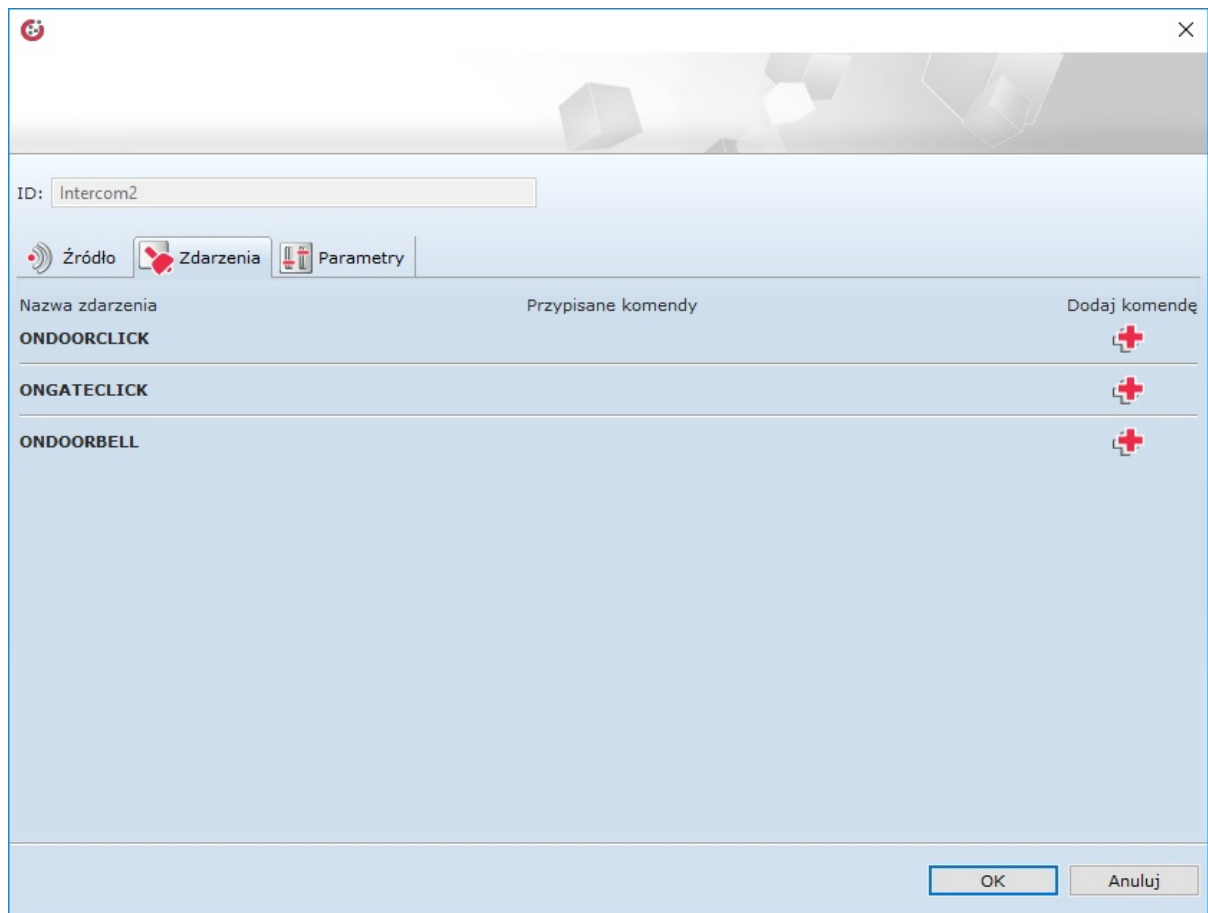 ID: Intercom2
Źródło Zdarzenia Parametry
Nazwa zdarzenia Przypisane komendy Dodaj komendę
ONDOORCLICK
ONGATECLICK
ONDOORBELL
OK Anuluj